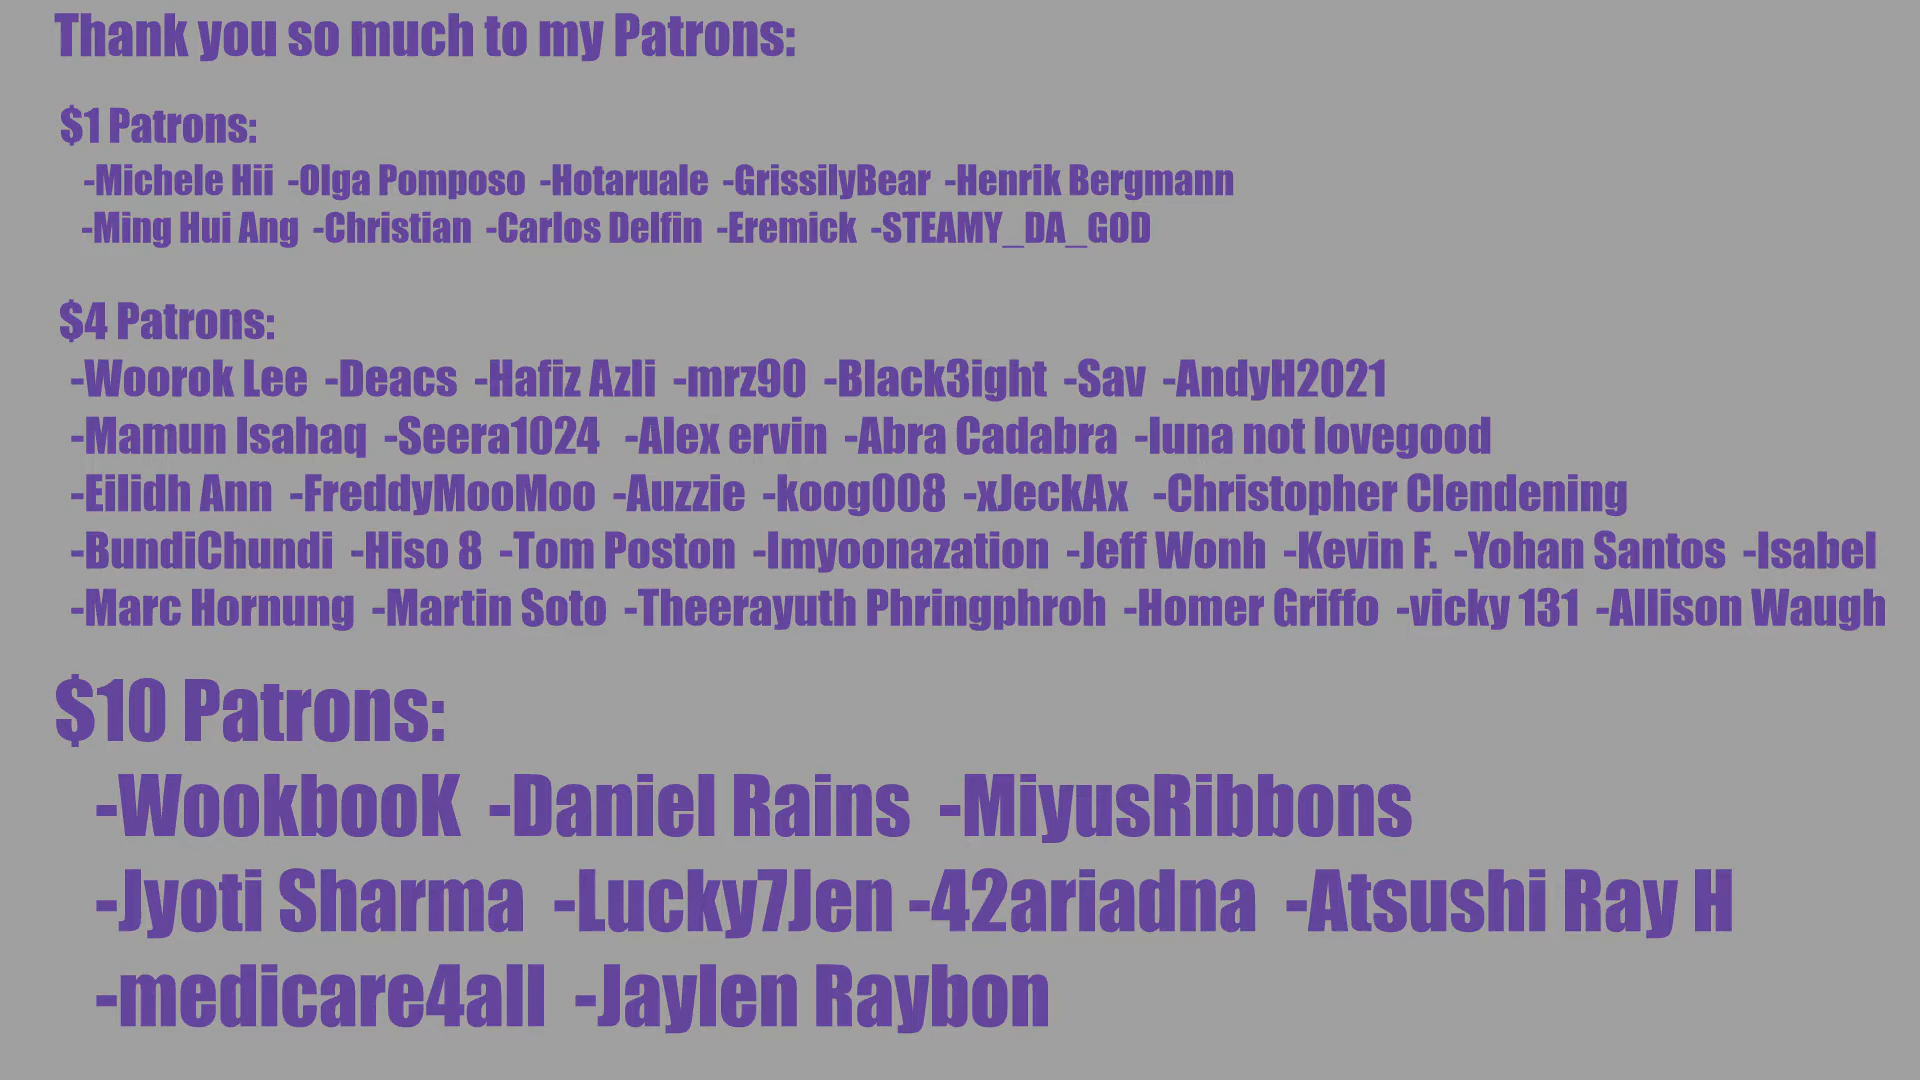 Thank you so much to my Patrons:
$1 Patrons:
-Michele Hii -Olga Pomposo -Hotaruale -GrissilyBear -Henrik Bergmann
-Ming Hui Ang -Christian -Carlos Delfin -Eremick -STEAMY_DA_GOD
$4 Patrons:
-Woorok Lee -Deacs -Hafiz Azli -mrz90 -Black3ight -Sav -AndyH2021
-Mamun Isahaq -Seera1024 -Alex ervin -Abra Cadabra -luna not lovegood
-Eilidh Ann -FreddyMooMoo -Auzzie -koog008 -xJeckAx -Christopher Clendening
-BundiChundi -Hiso 8 -Tom Poston -Imyoonazation -Jeff Wonh -Kevin F. -Yohan Santos -Isabel
-Marc Hornung -Martin Soto -Theerayuth Phringphroh -Homer Griffo -vicky 131 -Allison Waugh
$10 Patrons:
-WookbooK -Daniel Rains -MiyusRibbons
-Jyoti Sharma -Lucky7Jen -42ariadna -Atsushi Ray H
-medicare4all -Jaylen Raybon